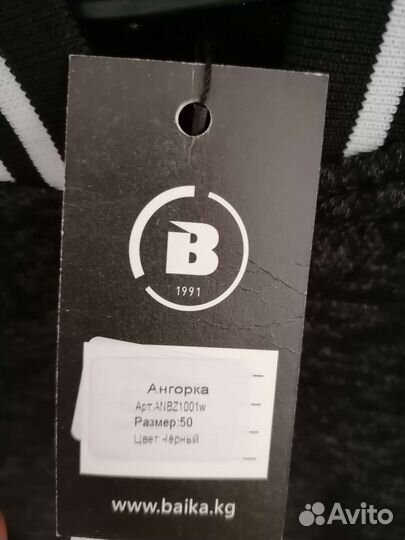 B
1991
Ангорка
Арт:ANBZ1001w
Размер:50
Цвет:Чёрный
www.baika.kg
Avito